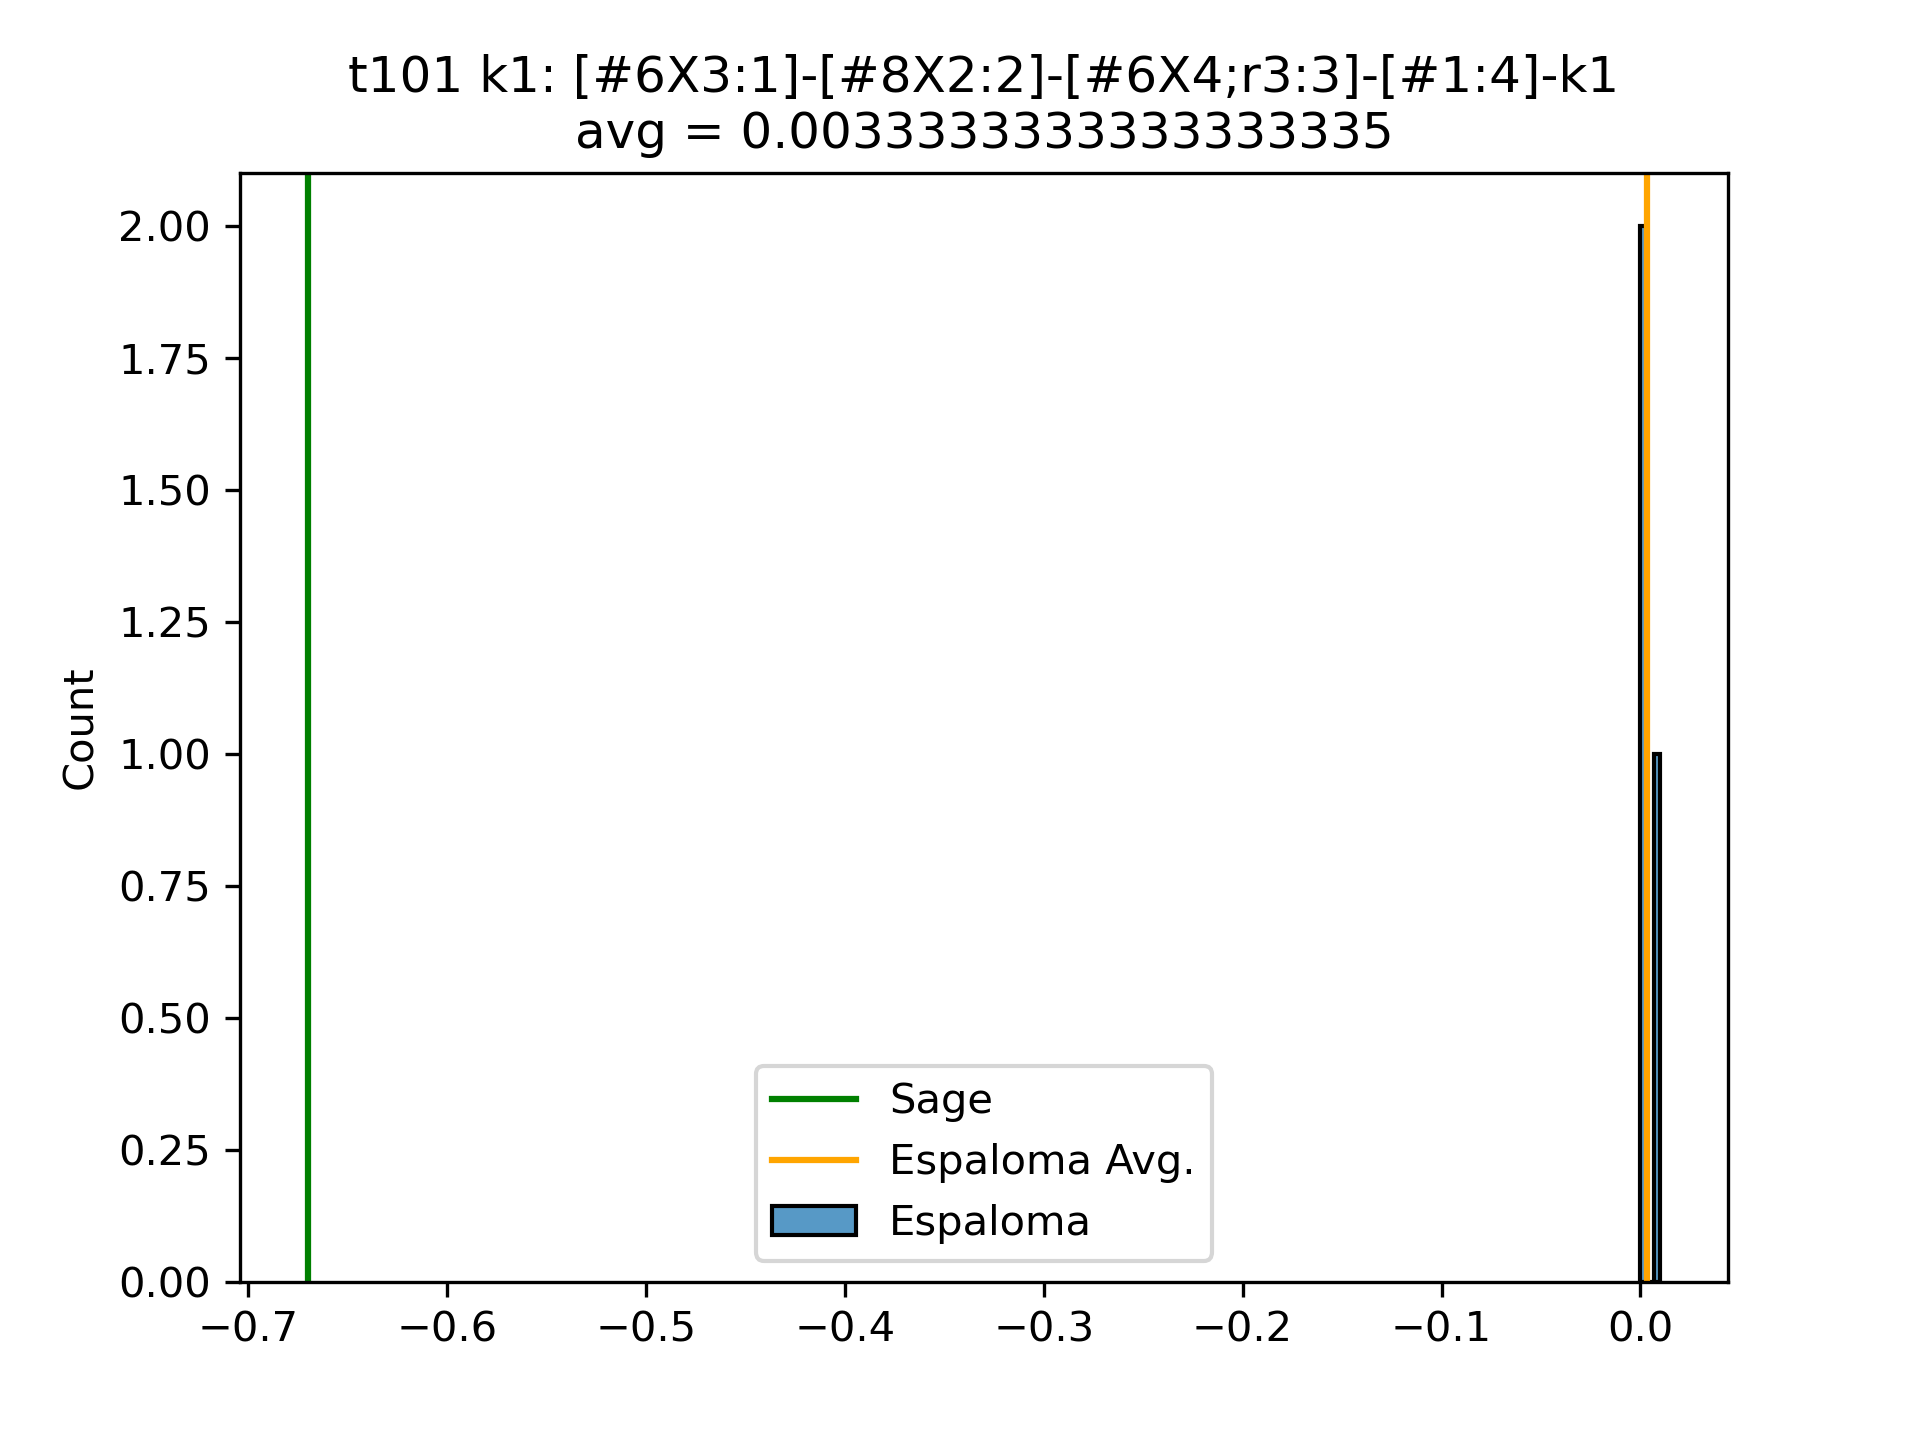 t101 k1: [#6X3:1]-[#8X2:2]-[#6X4;r3:3]-[#1:4]-k1
avg = 0.0033333333333333335
Count
2.00
1.75
1.50
1.25
1.00
0.75
0.50
0.25
0.00
Sage
Espaloma Avg.
Espaloma
−0.7 −0.6 −0.5 −0.4 −0.3 −0.2 −0.1 0.0